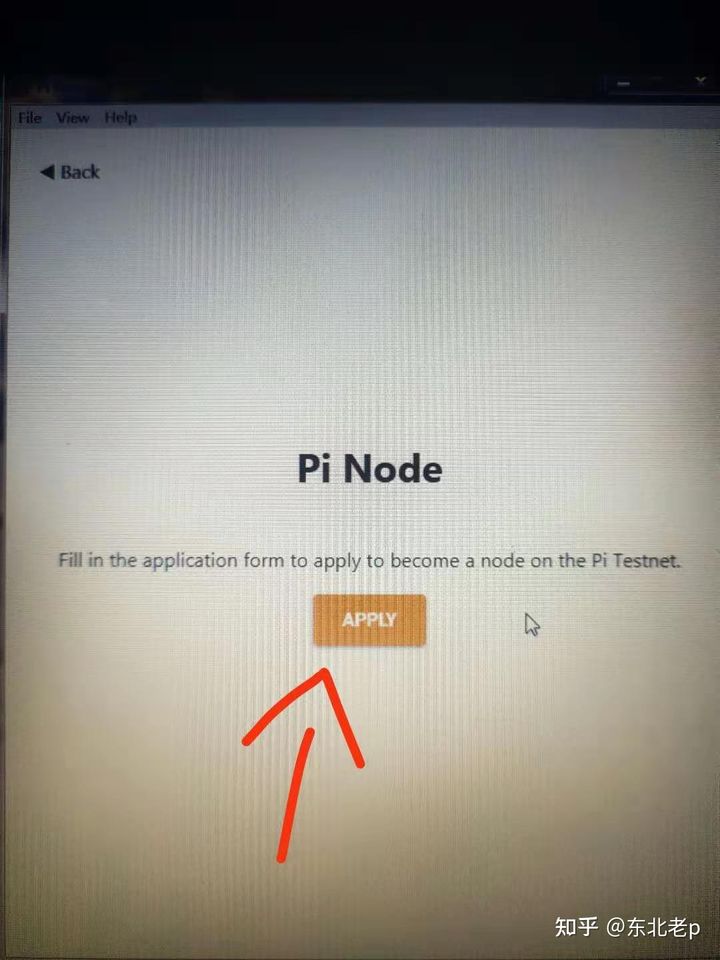 File View Help
◀ Back
Pi Node
Fill in the application form to apply to become a node on the Pi Testnet.
APPLY
知乎 @东北老p